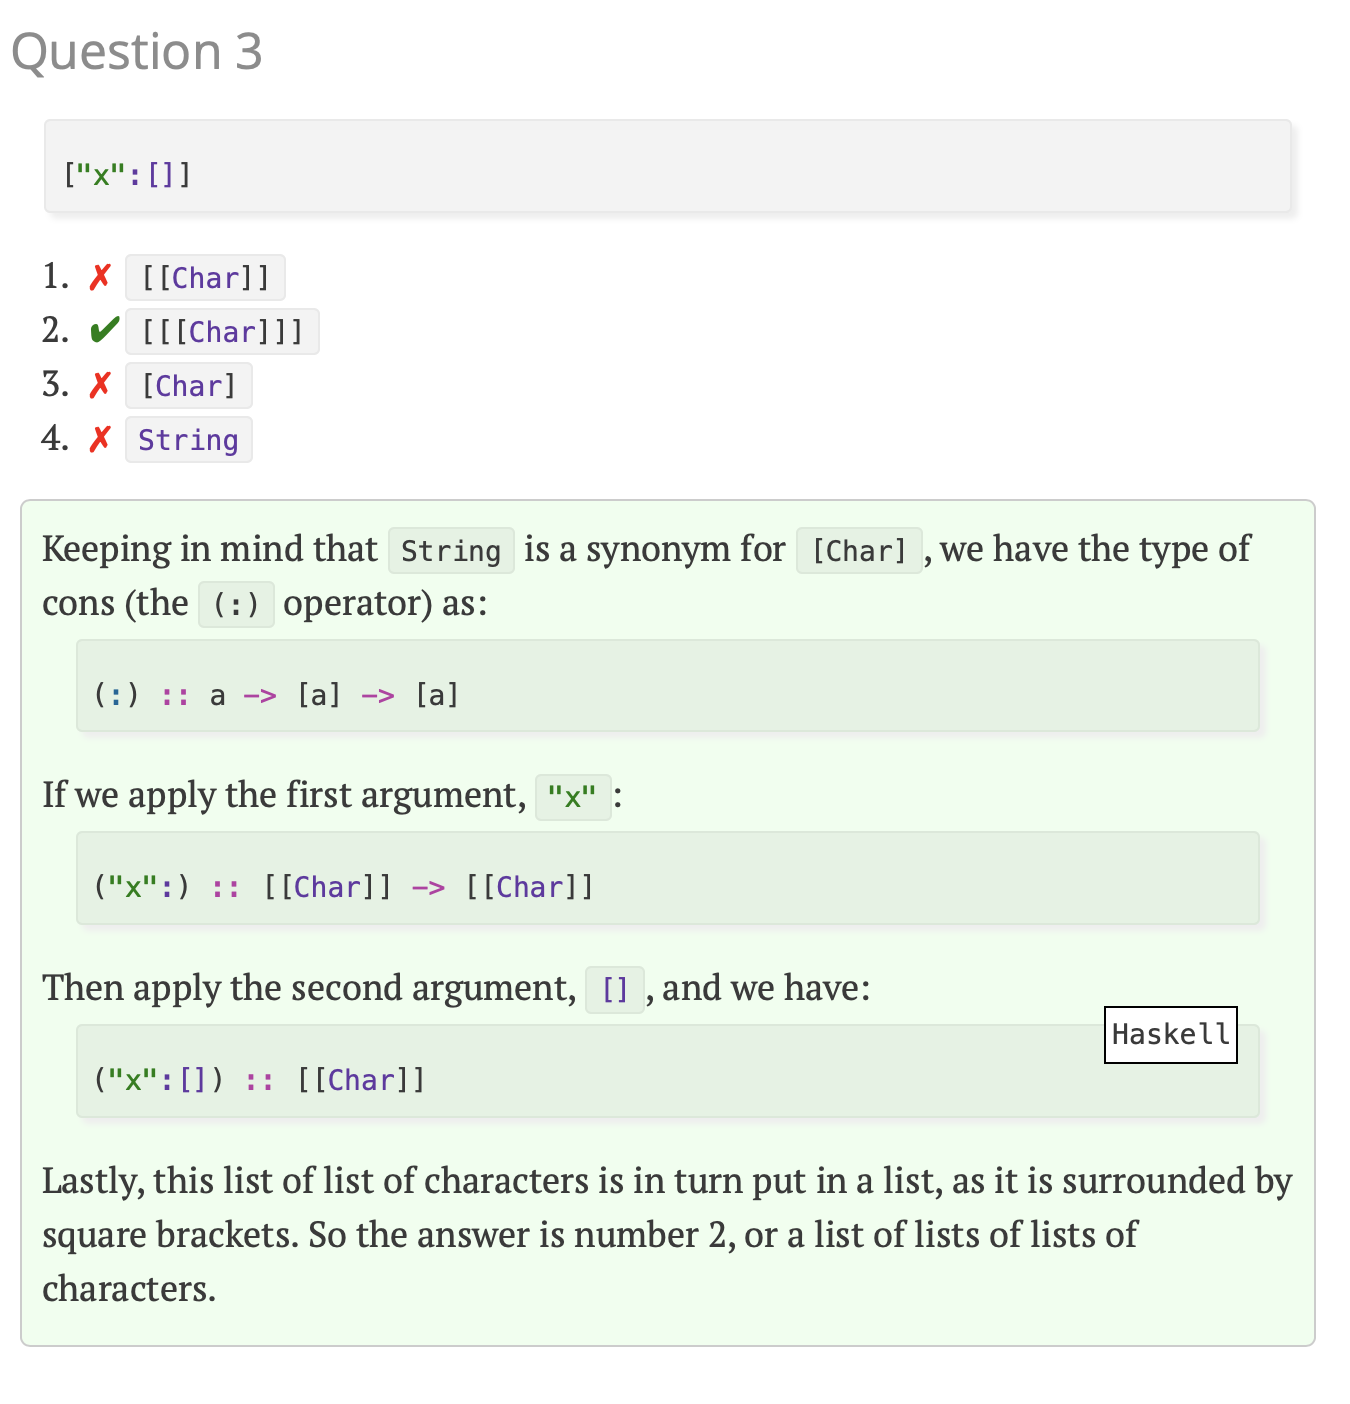 Question 3
["x":[]]
1. ✗ [[Char]]
2. ✔ [[[Char]]]
3. ✗ [Char]
4. ✗ String
Keeping in mind that String is a synonym for [Char], we have the type of
cons (the (:) operator) as:
(:) :: a -> [a] -> [a]
If we apply the first argument, "x":
("x":) :: [[Char]] -> [[Char]]
Then apply the second argument, [], and we have:
Haskell
("x":[]) :: [[Char]]
Lastly, this list of list of characters is in turn put in a list, as it is surrounded by
square brackets. So the answer is number 2, or a list of lists of lists of
characters.